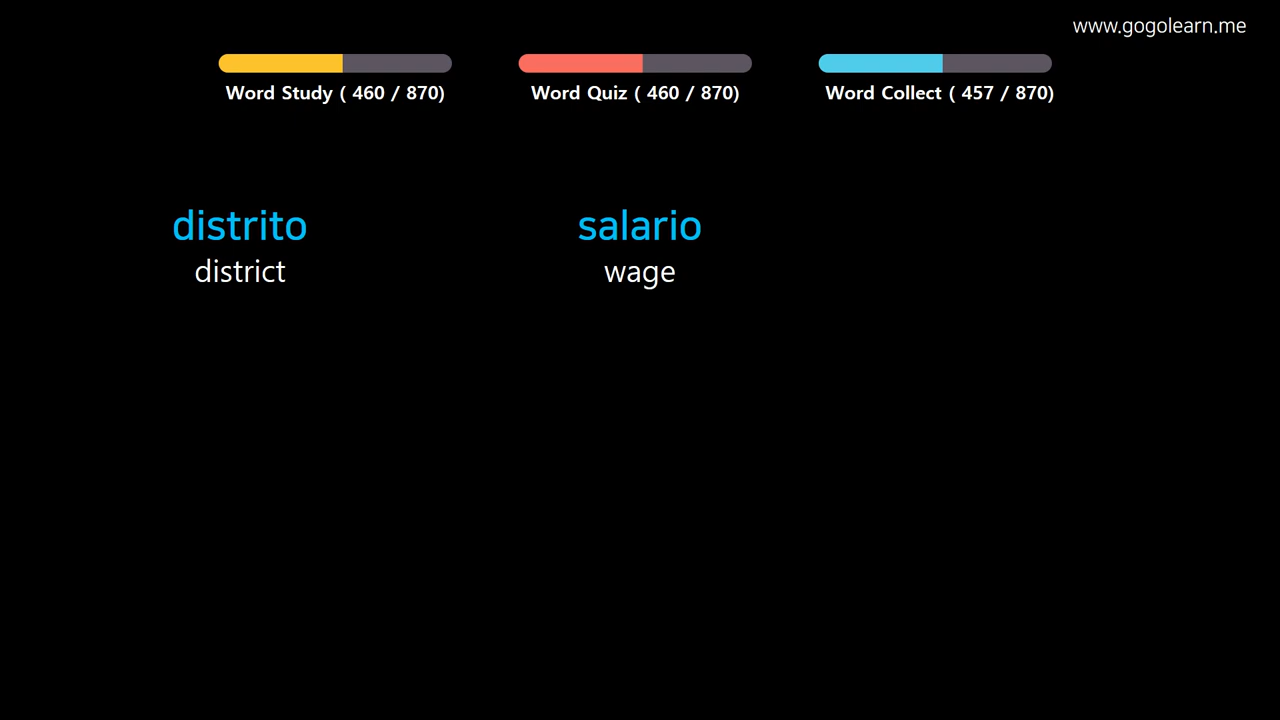 www.gogolearn.me
Word Study ( 460 / 870)
Word Quiz ( 460 / 870)
Word Collect ( 457 / 870)
distrito
district
salario
wage